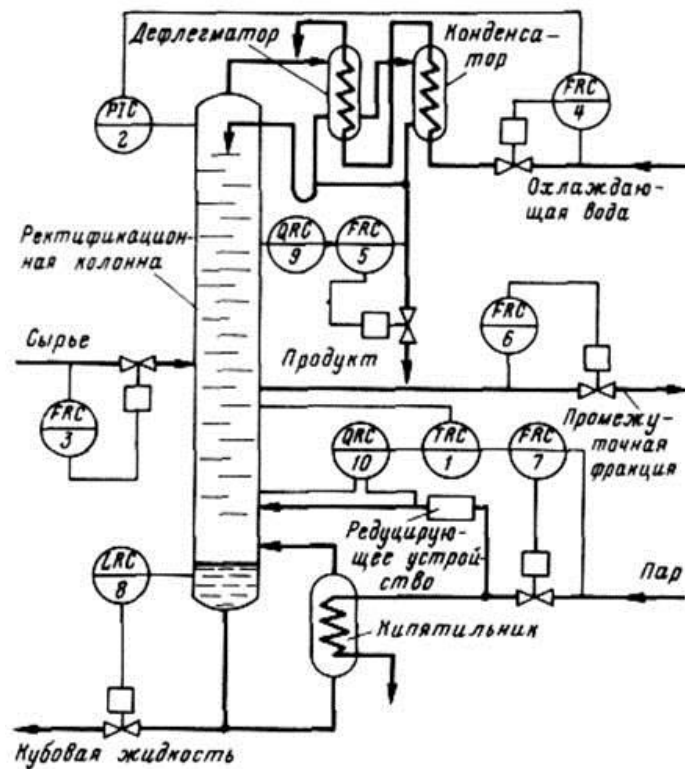 Дефлегматор
Конденса-
тор
PIC
2
FRC
4
Охлаждаю-
щая вода
Ректификацион-
ная колонна
QRC
9
FRC
5
FRC
6
Сырье
Продукт
Промежу-
точная
фракция
FRC
3
QRC
10
TRC
1
FRC
7
Редуцирую-
щее устрой-
ство
LRC
8
Пар
Кипятильник
Кубовая жидкость